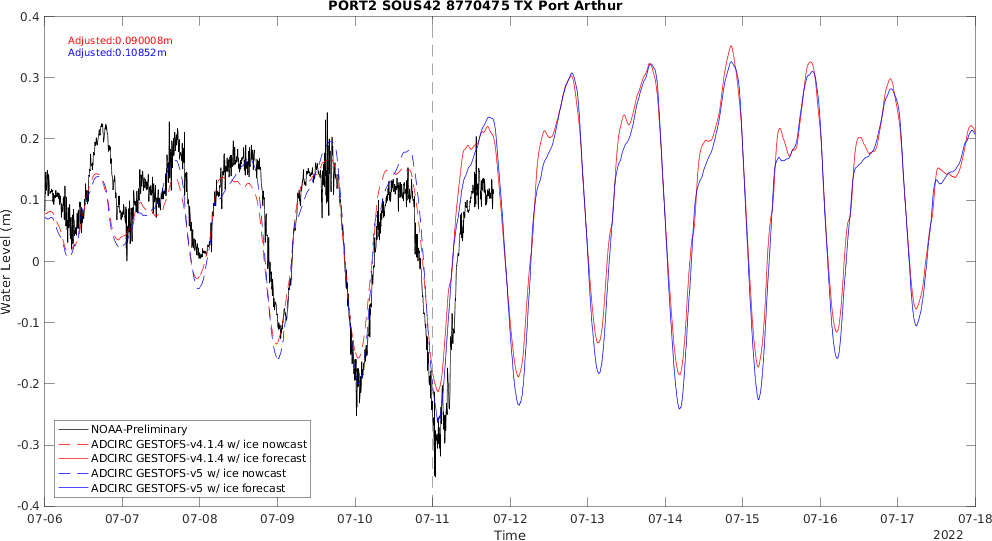 PORT2 SOUS42 8770475 TX Port Arthur
0.4
Adjusted:0.090008m
Adjusted:0.10852m
0.3
0.2
0.1
0
-0.1
-0.2
-0.3
-0.4
Water Level (m)
NOAA-Preliminary
ADCIRC GESTOFS-v4.1.4 w/ ice nowcast
ADCIRC GESTOFS-v4.1.4 w/ ice forecast
ADCIRC GESTOFS-v5 w/ ice nowcast
ADCIRC GESTOFS-v5 w/ ice forecast
07-06 07-07 07-08 07-09 07-10 07-11 07-12 07-13 07-14 07-15 07-16 07-17 07-18
Time
2022